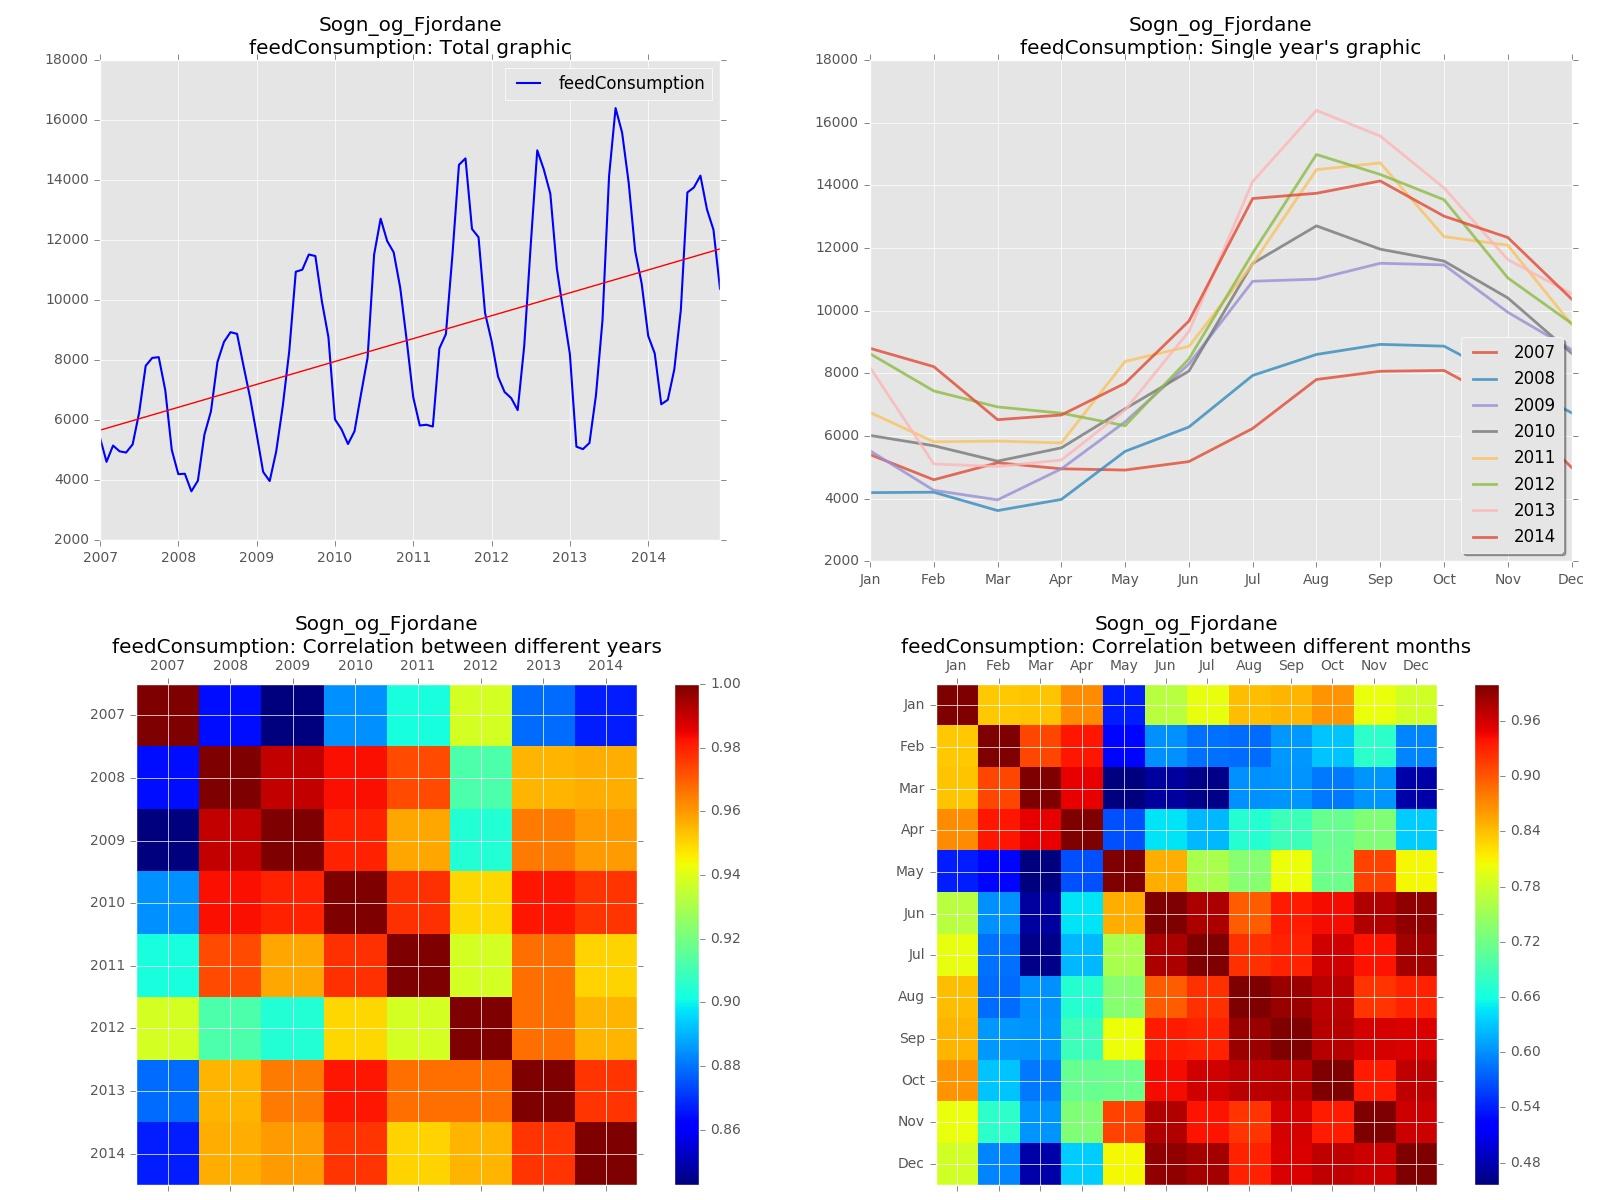 Sogn_og_Fjordane
feedConsumption: Total graphic
18000
16000
14000
12000
10000
8000
6000
4000
2000
2007 2008 2009 2010 2011 2012 2013 2014
feedConsumption
Sogn_og_Fjordane
feedConsumption: Single year's graphic
18000
16000
14000
12000
10000
8000
6000
4000
2000
Jan Feb Mar Apr May Jun Jul Aug Sep Oct Nov Dec
2007
2008
2009
2010
2011
2012
2013
2014
Sogn_og_Fjordane
feedConsumption: Correlation between different years
2007 2008 2009 2010 2011 2012 2013 2014
2007
2008
2009
2010
2011
2012
2013
2014
1.00
0.98
0.96
0.94
0.92
0.90
0.88
0.86
Sogn_og_Fjordane
feedConsumption: Correlation between different months
Jan Feb Mar Apr May Jun Jul Aug Sep Oct Nov Dec
Jan
Feb
Mar
Apr
May
Jun
Jul
Aug
Sep
Oct
Nov
Dec
0.96
0.90
0.84
0.78
0.72
0.66
0.60
0.54
0.48